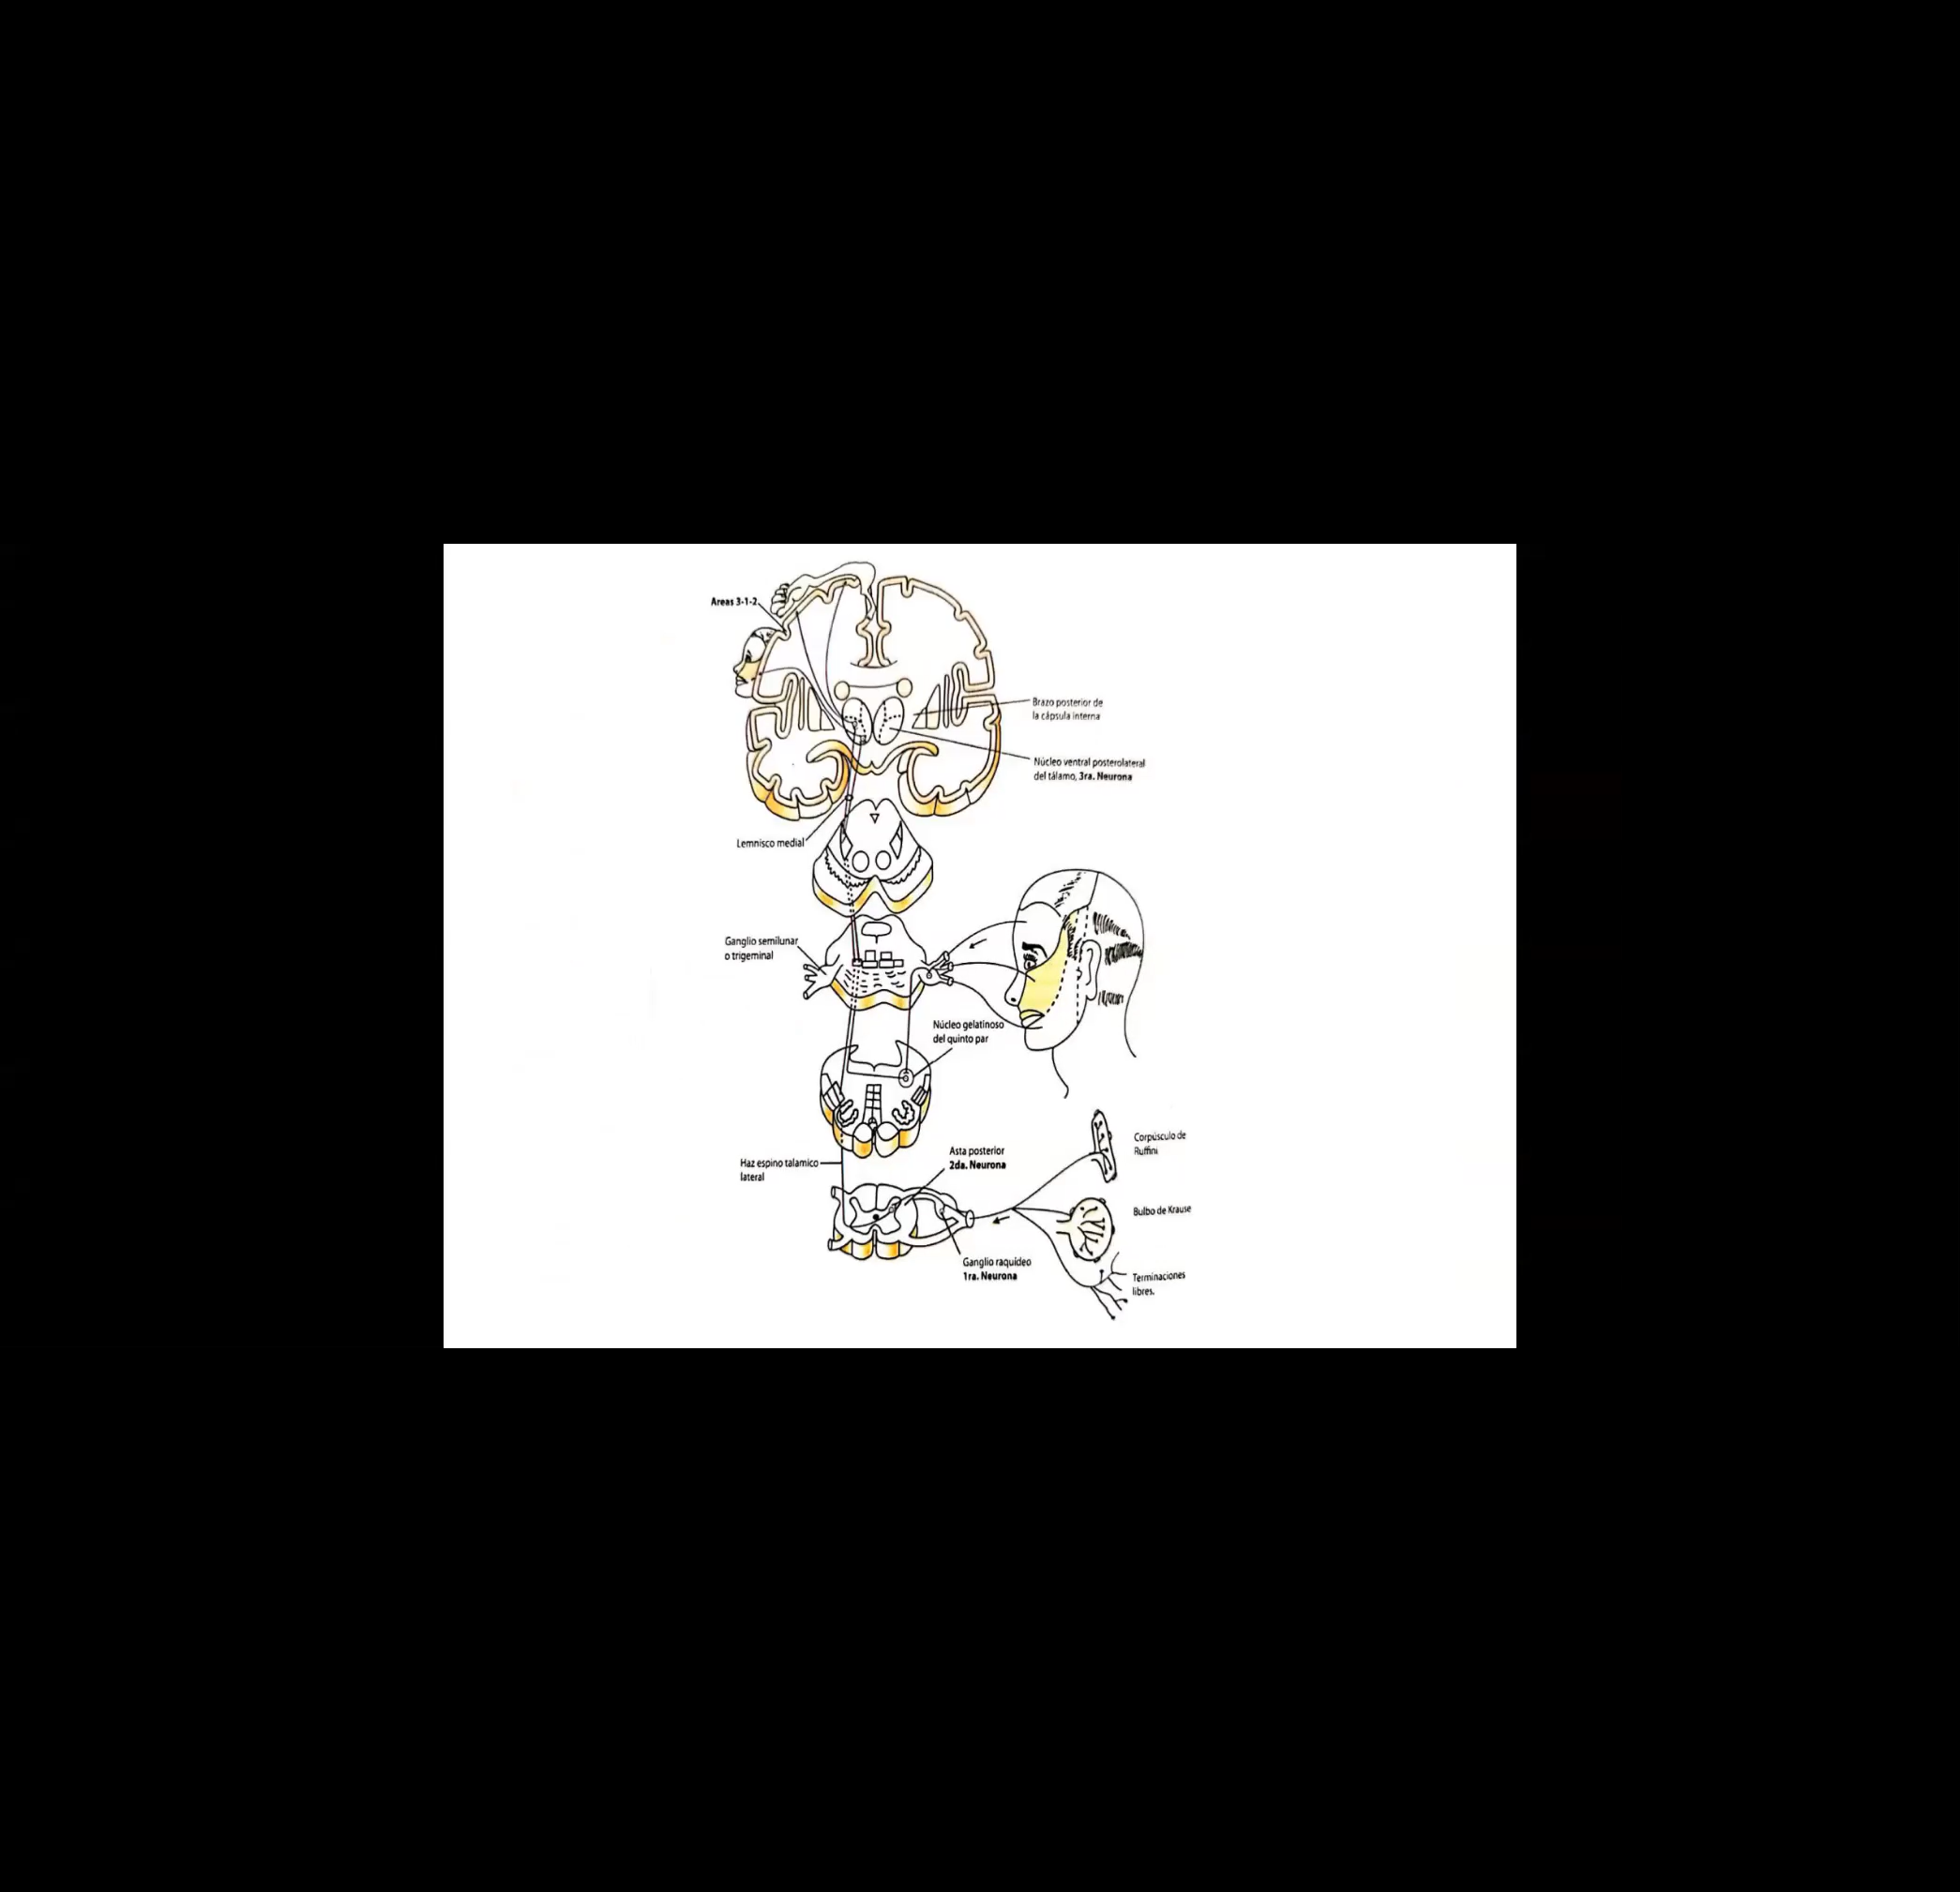 Areas 3-1-2
Brazo posterior de
la cápsula interna
Núcleo ventral posterolateral
del tálamo, 3ra. Neurona
Lemnisco medial
Ganglio semilunar
o trigeminal
Núcleo gelatinoso
del quinto par
Corpúsculo de
Ruffini
Asta posterior
2da. Neurona
Haz espino talamico
lateral
Bulbo de Krause
Ganglio raquídeo
1ra. Neurona
Terminaciones
libres.